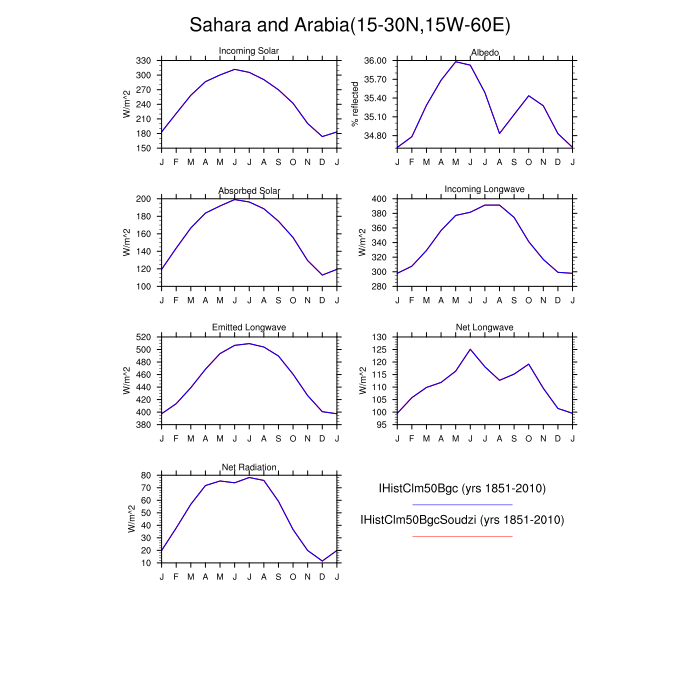 Sahara and Arabia(15-30N,15W-60E)
Incoming Solar
W/m^2
330
300
270
240
210
180
150
J F M A M J J A S O N D J
Albedo
% reflected
36.00
35.70
35.40
35.10
34.80
J F M A M J J A S O N D J
Absorbed Solar
W/m^2
200
180
160
140
120
100
J F M A M J J A S O N D J
Incoming Longwave
W/m^2
400
380
360
340
320
300
280
J F M A M J J A S O N D J
Emitted Longwave
W/m^2
520
500
480
460
440
420
400
380
J F M A M J J A S O N D J
Net Longwave
W/m^2
130
125
120
115
110
105
100
95
J F M A M J J A S O N D J
Net Radiation
W/m^2
80
70
60
50
40
30
20
10
J F M A M J J A S O N D J
IHistClm50Bgc (yrs 1851-2010)
IHistClm50BgcSoudzi (yrs 1851-2010)